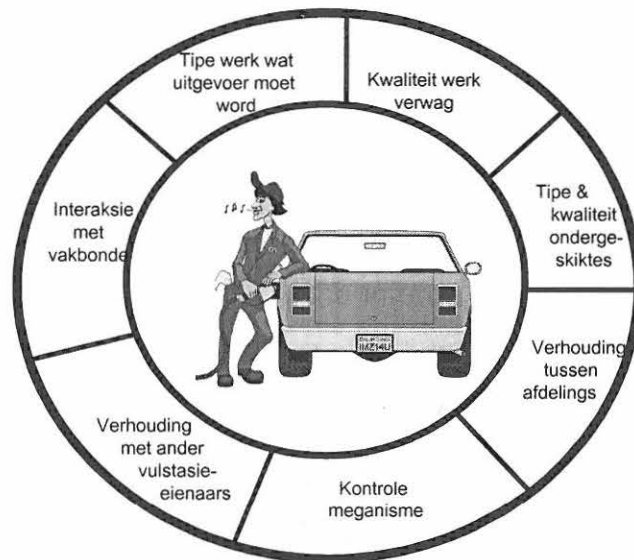 Tipe werk wat
uitgevoer moet
word
Kwaliteit werk
verwag
Tipe &
kwaliteit
onderge-
skiktes
Verhouding
tussen
afdelings
Kontrole
meganisme
Verhouding
met ander
vulstasie-
eienaars
Interaksie
met
vakbonde